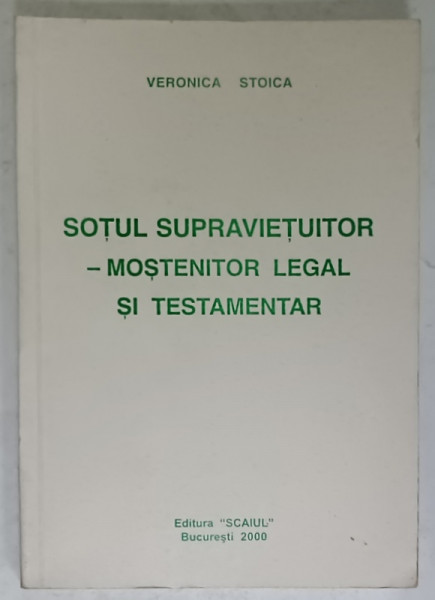 VERONICA STOICA
SOȚUL SUPRAVIEȚUITOR
– MOȘTENITOR LEGAL
ȘI TESTAMENTAR
Editura "SCAIUL"
București 2000